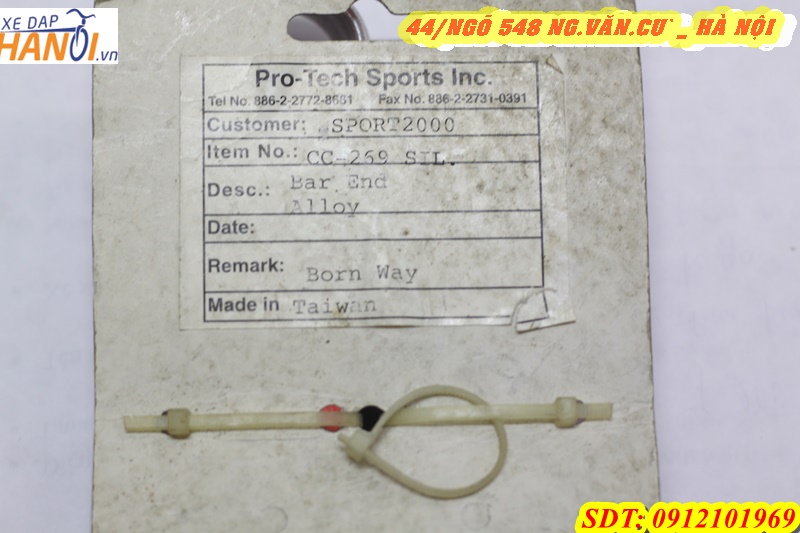 XE DAP
HANOI.vn
44/NGÕ 548 NG.VĂN.CỪ _ HÀ NỘI
Pro-Tech Sports Inc.
Tel No. 886-2-2772-8661 Fax No. 886-2-2731-0391
Customer: SPORT2000
Item No.: CC-269 SIL.
Desc.: Bar End
Alloy
Date:
Remark: Born Way
Made in Taiwan
SDT: 0912101969